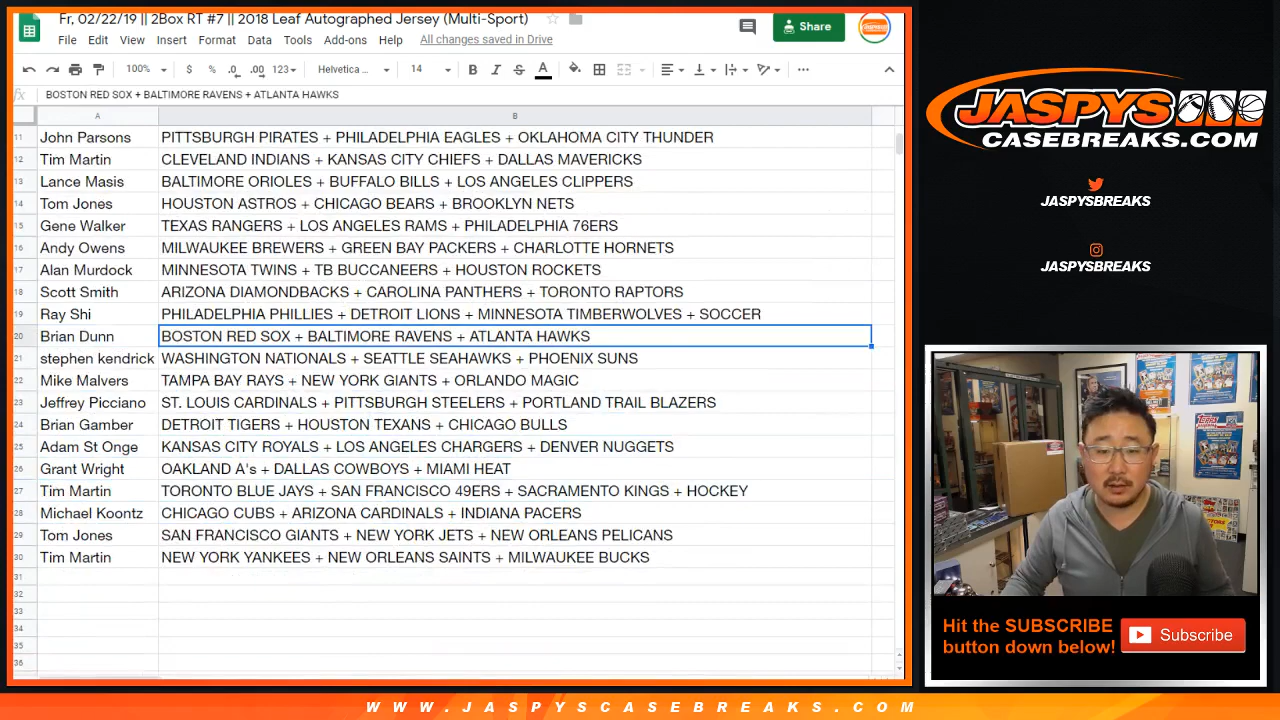 Fr, 02/22/19 || 2Box RT #7 || 2018 Leaf Autographed Jersey (Multi-Sport)
File Edit View Insert Format Data Tools Add-ons Help All changes saved in Drive
Share
100% $ % .0 .00 123 Helvetica ... 14 B I S A
fx BOSTON RED SOX + BALTIMORE RAVENS + ATLANTA HAWKS
A B
11 John Parsons PITTSBURGH PIRATES + PHILADELPHIA EAGLES + OKLAHOMA CITY THUNDER
12 Tim Martin CLEVELAND INDIANS + KANSAS CITY CHIEFS + DALLAS MAVERICKS
13 Lance Masis BALTIMORE ORIOLES + BUFFALO BILLS + LOS ANGELES CLIPPERS
14 Tom Jones HOUSTON ASTROS + CHICAGO BEARS + BROOKLYN NETS
15 Gene Walker TEXAS RANGERS + LOS ANGELES RAMS + PHILADELPHIA 76ERS
16 Andy Owens MILWAUKEE BREWERS + GREEN BAY PACKERS + CHARLOTTE HORNETS
17 Alan Murdock MINNESOTA TWINS + TB BUCCANEERS + HOUSTON ROCKETS
18 Scott Smith ARIZONA DIAMONDBACKS + CAROLINA PANTHERS + TORONTO RAPTORS
19 Ray Shi PHILADELPHIA PHILLIES + DETROIT LIONS + MINNESOTA TIMBERWOLVES + SOCCER
20 Brian Dunn BOSTON RED SOX + BALTIMORE RAVENS + ATLANTA HAWKS
21 stephen kendrick WASHINGTON NATIONALS + SEATTLE SEAHAWKS + PHOENIX SUNS
22 Mike Malvers TAMPA BAY RAYS + NEW YORK GIANTS + ORLANDO MAGIC
23 Jeffrey Picciano ST. LOUIS CARDINALS + PITTSBURGH STEELERS + PORTLAND TRAIL BLAZERS
24 Brian Gamber DETROIT TIGERS + HOUSTON TEXANS + CHICAGO BULLS
25 Adam St Onge KANSAS CITY ROYALS + LOS ANGELES CHARGERS + DENVER NUGGETS
26 Grant Wright OAKLAND A's + DALLAS COWBOYS + MIAMI HEAT
27 Tim Martin TORONTO BLUE JAYS + SAN FRANCISCO 49ERS + SACRAMENTO KINGS + HOCKEY
28 Michael Koontz CHICAGO CUBS + ARIZONA CARDINALS + INDIANA PACERS
29 Tom Jones SAN FRANCISCO GIANTS + NEW YORK JETS + NEW ORLEANS PELICANS
30 Tim Martin NEW YORK YANKEES + NEW ORLEANS SAINTS + MILWAUKEE BUCKS
31
32
33
34
35
36
JASPYS
CASEBREAKS.COM
JASPYSBREAKS
JASPYSBREAKS
Hit the SUBSCRIBE
button down below!
Subscribe
WWW.JASPYSCASEBREAKS.COM